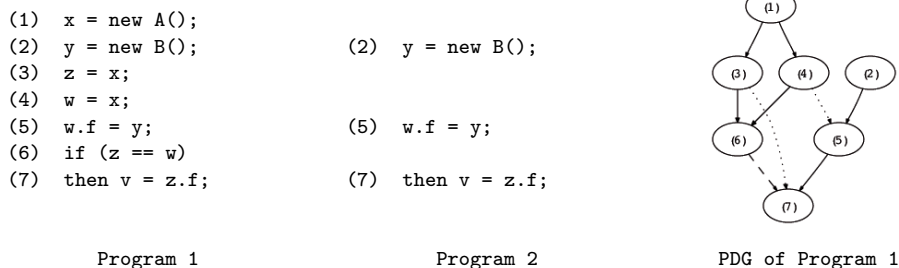 (1) x = new A();
(2) y = new B();
(3) z = x;
(4) w = x;
(5) w.f = y;
(6) if (z == w)
(7) then v = z.f;
Program 1
(2) y = new B();
(5) w.f = y;
(7) then v = z.f;
Program 2
(1)
(3) (4) (2)
(6) (5)
(7)
PDG of Program 1